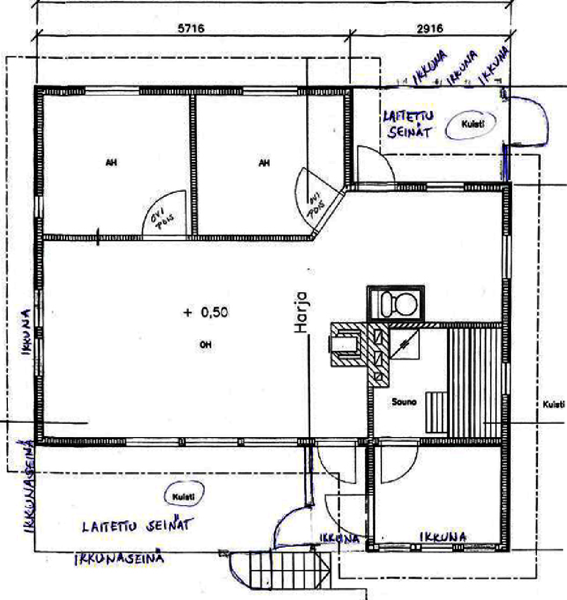 5716
2916
IKKUNA
IKKUNA
IKKUNA
LAITETTU
SEINÄT
Kuisti
AH
AH
OVI
POIS
OVI
POIS
IKKUNA
+ 0,50
OH
Harja
Sauna
Kuisti
IKKUNASEINÄ
Kuisti
LAITETTU SEINÄT
IKKUNASEINÄ
IKKUNA
IKKUNA